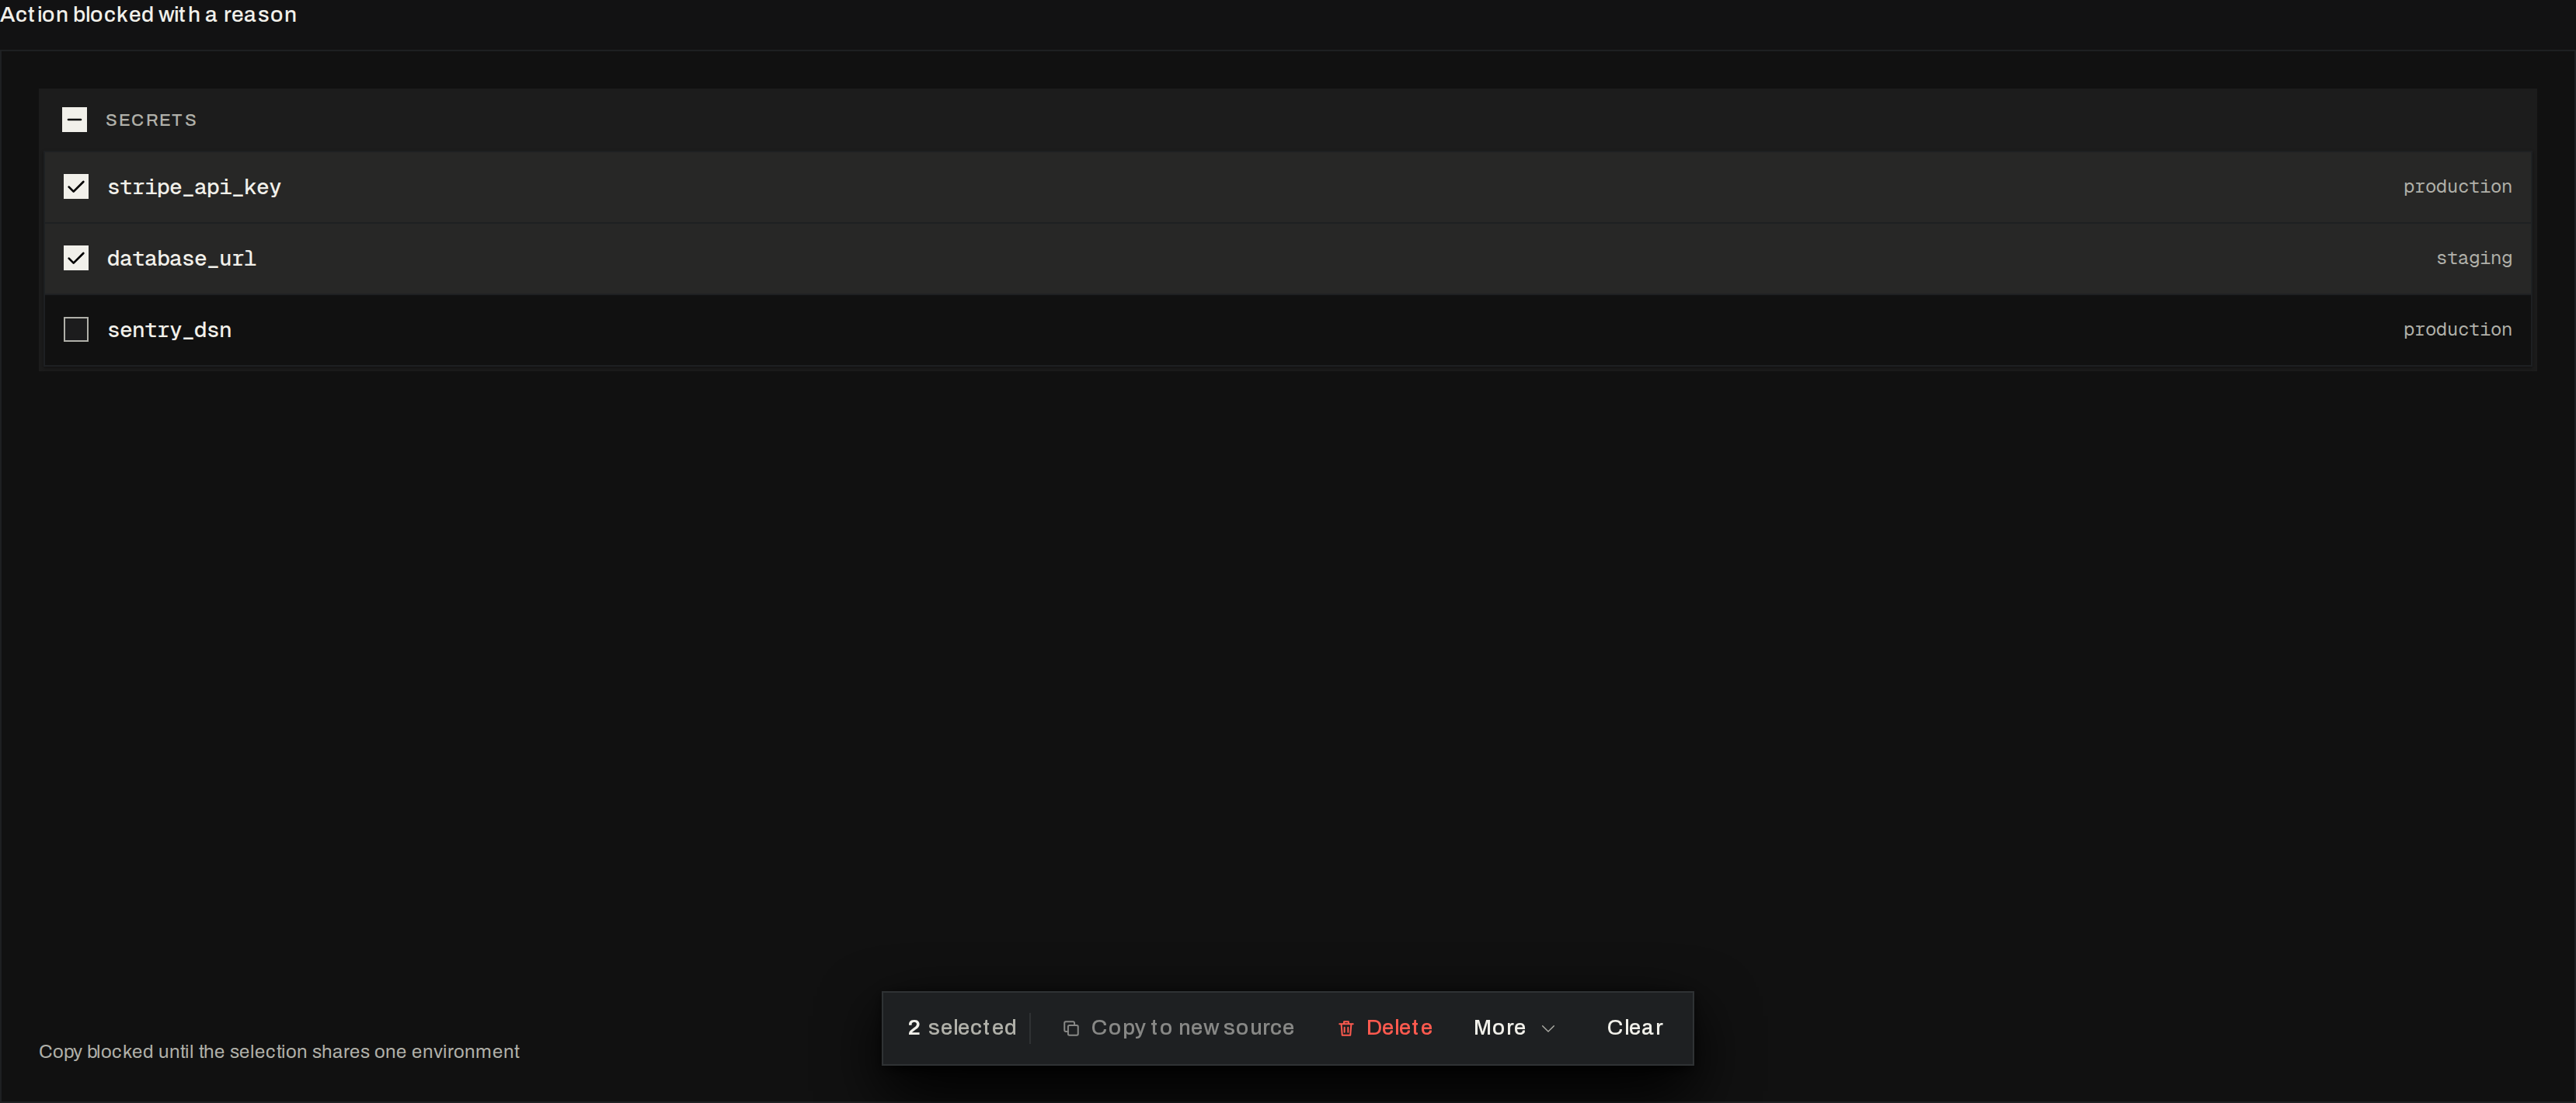 Action blocked with a reason
SECRETS
stripe_api_key production
database_url staging
sentry_dsn production
2 selected Copy to new source Delete More Clear
Copy blocked until the selection shares one environment